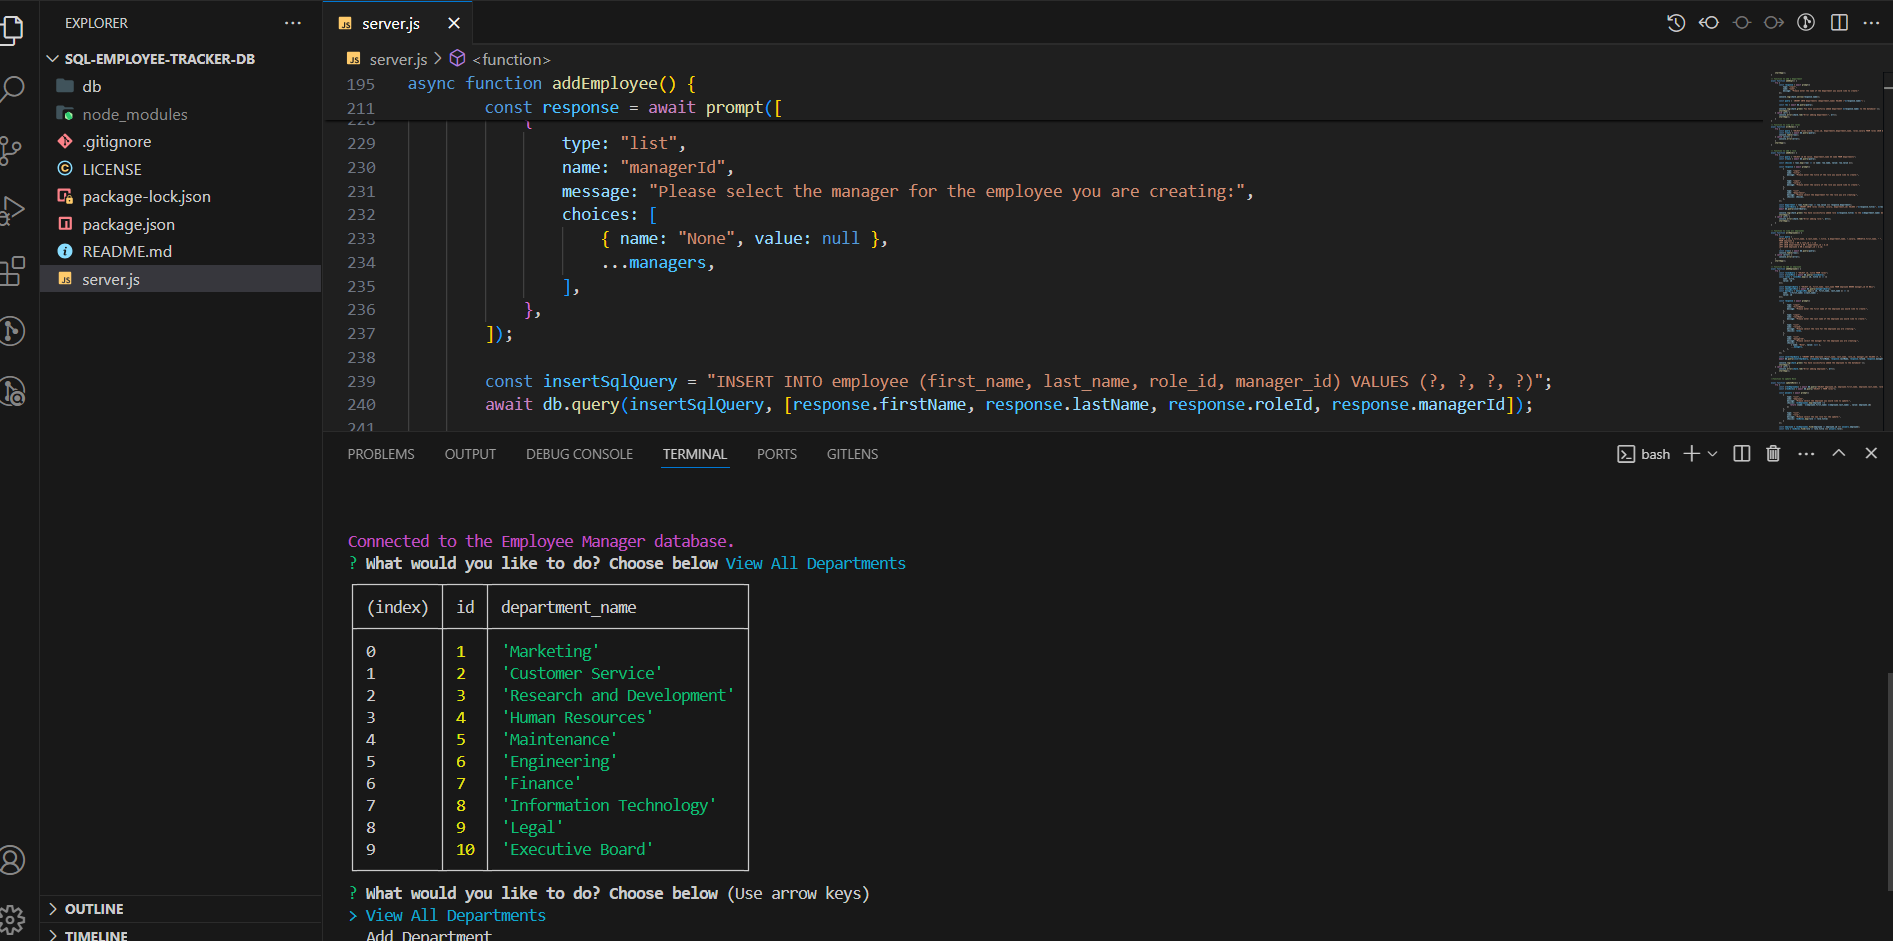 EXPLORER
SQL-EMPLOYEE-TRACKER-DB
db
node_modules
.gitignore
LICENSE
package-lock.json
package.json
README.md
server.js
OUTLINE
TIMELINE
server.js
server.js > <function>
195 async function addEmployee() {
211 const response = await prompt([
228 {
229 type: "list",
230 name: "managerId",
231 message: "Please select the manager for the employee you are creating:",
232 choices: [
233 { name: "None", value: null },
234 ...managers,
235 ],
236 },
237 ]);
238
239 const insertSqlQuery = "INSERT INTO employee (first_name, last_name, role_id, manager_id) VALUES (?, ?, ?, ?)";
240 await db.query(insertSqlQuery, [response.firstName, response.lastName, response.roleId, response.managerId]);
241
PROBLEMS OUTPUT DEBUG CONSOLE TERMINAL PORTS GITLENS
bash
Connected to the Employee Manager database.
? What would you like to do? Choose below View All Departments
(index) id department_name
0 1 'Marketing'
1 2 'Customer Service'
2 3 'Research and Development'
3 4 'Human Resources'
4 5 'Maintenance'
5 6 'Engineering'
6 7 'Finance'
7 8 'Information Technology'
8 9 'Legal'
9 10 'Executive Board'
? What would you like to do? Choose below (Use arrow keys)
> View All Departments
Add Department